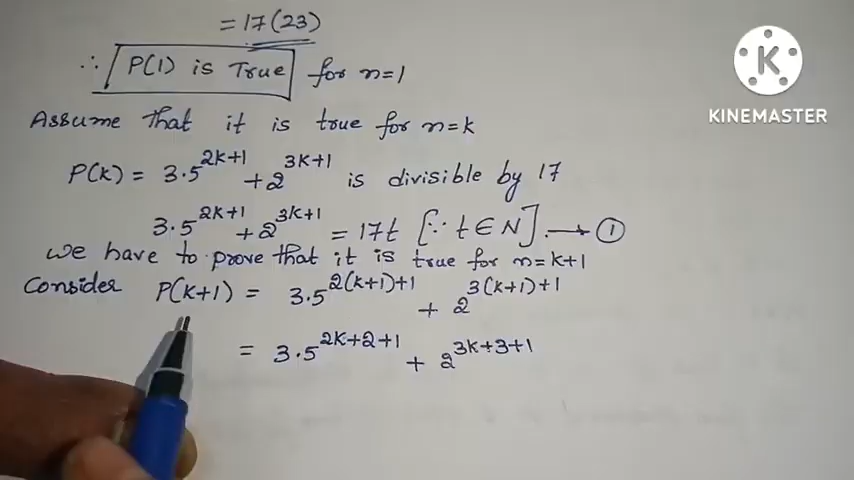 = 17(23)
∴ P(1) is True for n=1
Assume that it is true for n=k
P(k) = 3·5^{2k+1} + 2^{3k+1} is divisible by 17
3·5^{2k+1} + 2^{3k+1} = 17t [∵ t∈N] → ①
we have to prove that it is true for n=k+1
Consider P(k+1) = 3·5^{2(k+1)+1} + 2^{3(k+1)+1}
= 3·5^{2k+2+1} + 2^{3k+3+1}
K
KINEMASTER